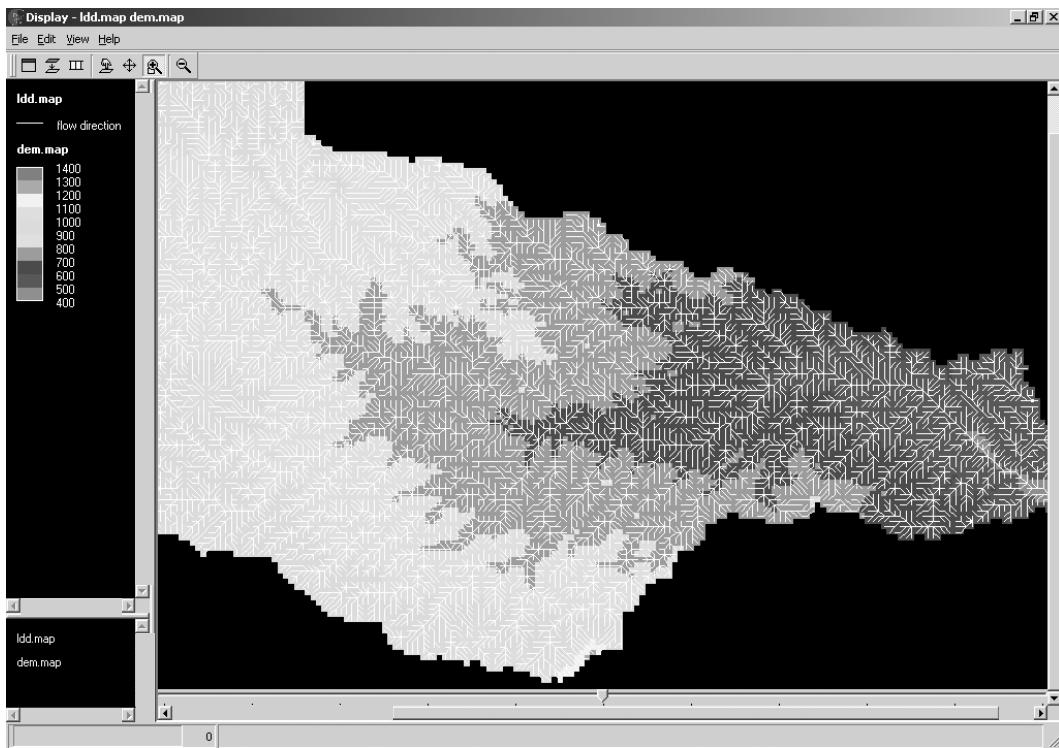 Display - ldd.map dem.map
File Edit View Help
ldd.map
flow direction
dem.map
1400
1300
1200
1100
1000
900
800
700
600
500
400
ldd.map
dem.map
0